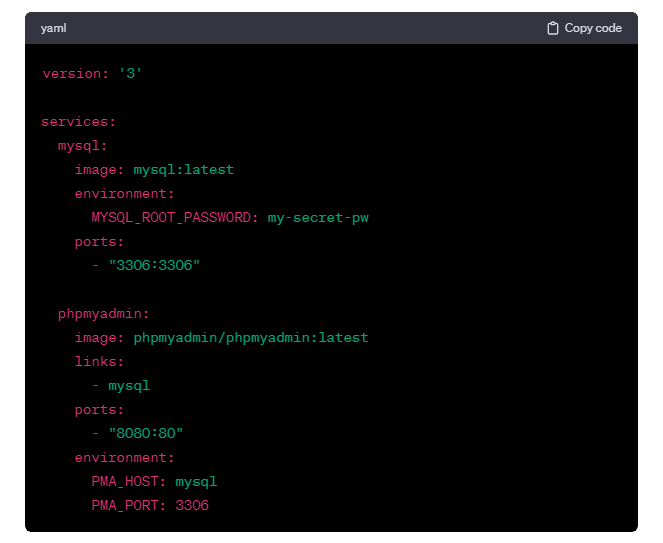 yaml
Copy code
version: '3'
services:
  mysql:
    image: mysql:latest
    environment:
      MYSQL_ROOT_PASSWORD: my-secret-pw
    ports:
      - "3306:3306"
  phpmyadmin:
    image: phpmyadmin/phpmyadmin:latest
    links:
      - mysql
    ports:
      - "8080:80"
    environment:
      PMA_HOST: mysql
      PMA_PORT: 3306